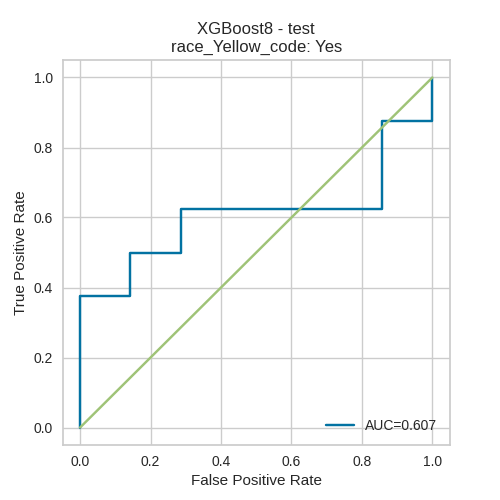 XGBoost8 - test
race_Yellow_code: Yes
1.0
0.8
0.6
0.4
0.2
0.0
True Positive Rate
AUC=0.607
0.0 0.2 0.4 0.6 0.8 1.0
False Positive Rate